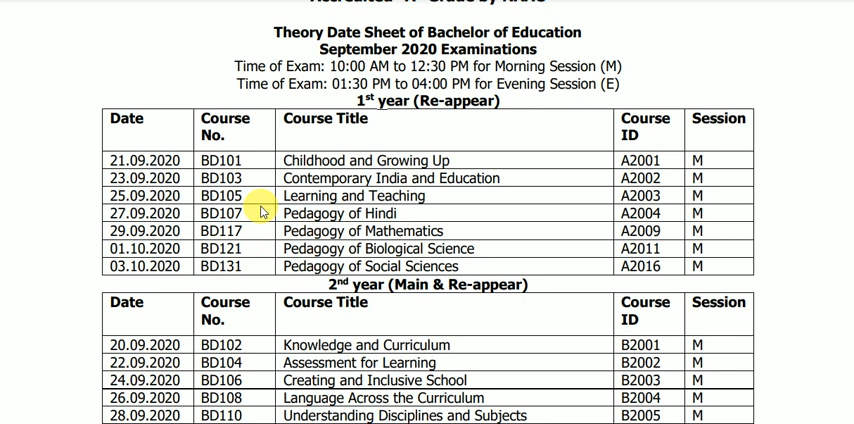 Accredited "A" Grade by NAAC
Theory Date Sheet of Bachelor of Education
September 2020 Examinations
Time of Exam: 10:00 AM to 12:30 PM for Morning Session (M)
Time of Exam: 01:30 PM to 04:00 PM for Evening Session (E)
1st year (Re-appear)
Date Course No. Course Title Course ID Session
21.09.2020 BD101 Childhood and Growing Up A2001 M
23.09.2020 BD103 Contemporary India and Education A2002 M
25.09.2020 BD105 Learning and Teaching A2003 M
27.09.2020 BD107 Pedagogy of Hindi A2004 M
29.09.2020 BD117 Pedagogy of Mathematics A2009 M
01.10.2020 BD121 Pedagogy of Biological Science A2011 M
03.10.2020 BD131 Pedagogy of Social Sciences A2016 M
2nd year (Main & Re-appear)
Date Course No. Course Title Course ID Session
20.09.2020 BD102 Knowledge and Curriculum B2001 M
22.09.2020 BD104 Assessment for Learning B2002 M
24.09.2020 BD106 Creating and Inclusive School B2003 M
26.09.2020 BD108 Language Across the Curriculum B2004 M
28.09.2020 BD110 Understanding Disciplines and Subjects B2005 M